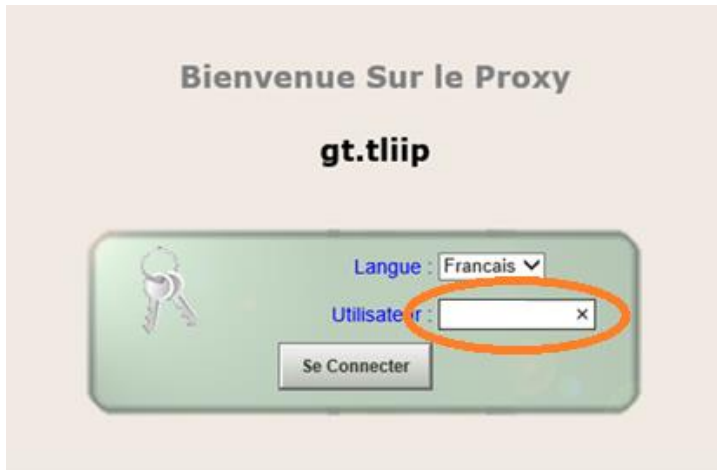 Bienvenue Sur le Proxy
gt.tliip
Langue : Francais
Utilisateur : ×
Se Connecter